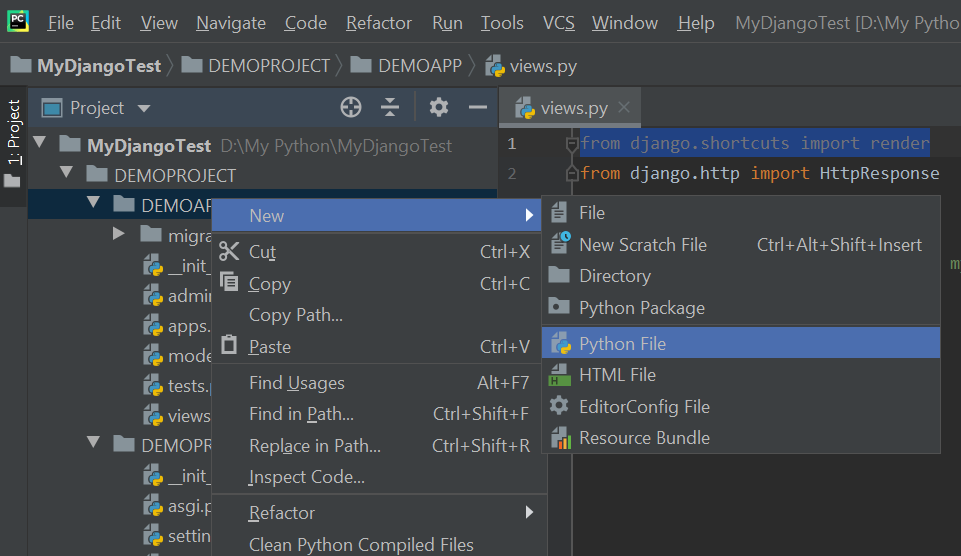 PC File Edit View Navigate Code Refactor Run Tools VCS Window Help MyDjangoTest [D:\My Pytho
MyDjangoTest DEMOPROJECT DEMOAPP views.py
1: Project
Project views.py
MyDjangoTest D:\My Python\MyDjangoTest
1 from django.shortcuts import render
DEMOPROJECT
2 from django.http import HttpResponse
DEMOAP
New
File
migra
Cut Ctrl+X
New Scratch File Ctrl+Alt+Shift+Insert
__init_
Copy Ctrl+C
Directory
m
admin
Copy Path...
Python Package
apps.
Paste Ctrl+V
Python File
mode
Find Usages Alt+F7
HTML File
tests.p
Find in Path... Ctrl+Shift+F
EditorConfig File
views
Replace in Path... Ctrl+Shift+R
Resource Bundle
DEMOPR
Inspect Code...
__init_
Refactor
asgi.p
Clean Python Compiled Files
settin